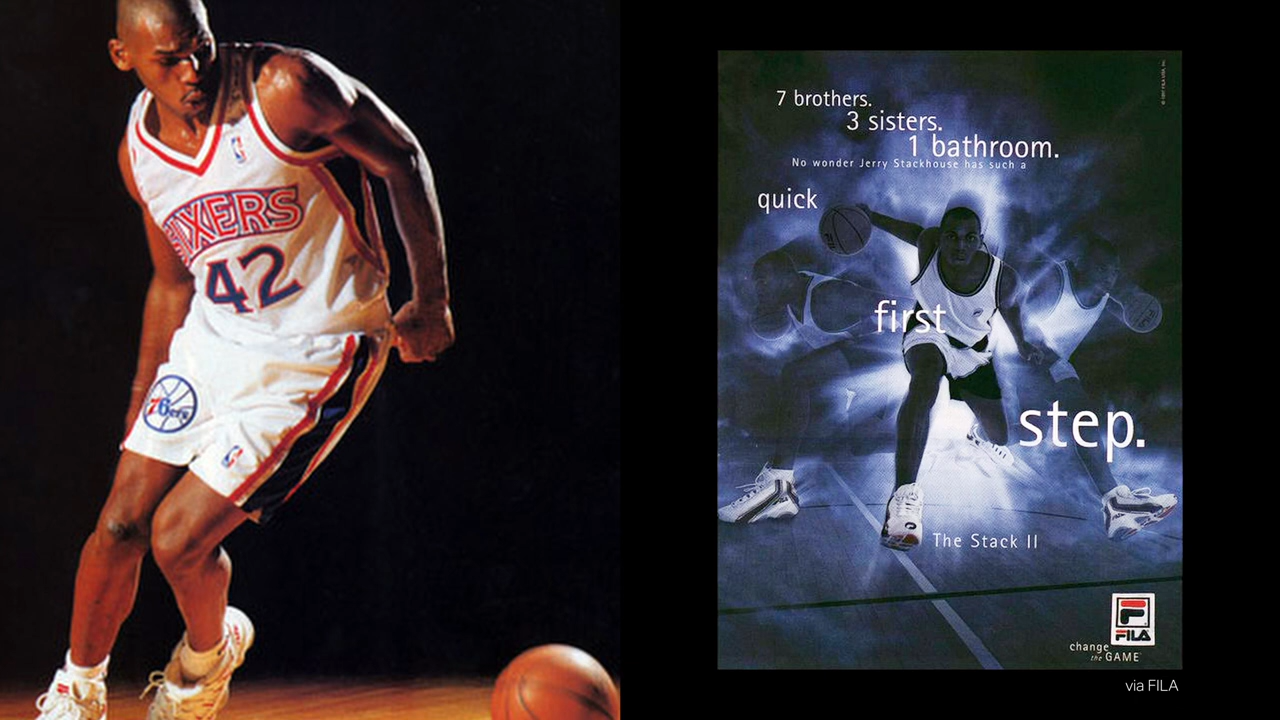 SIXERS
42
76ers
7 brothers.
3 sisters.
1 bathroom.
No wonder Jerry Stackhouse has such a
quick
first
step.
The Stack II
FILA
change
the GAME
via FILA